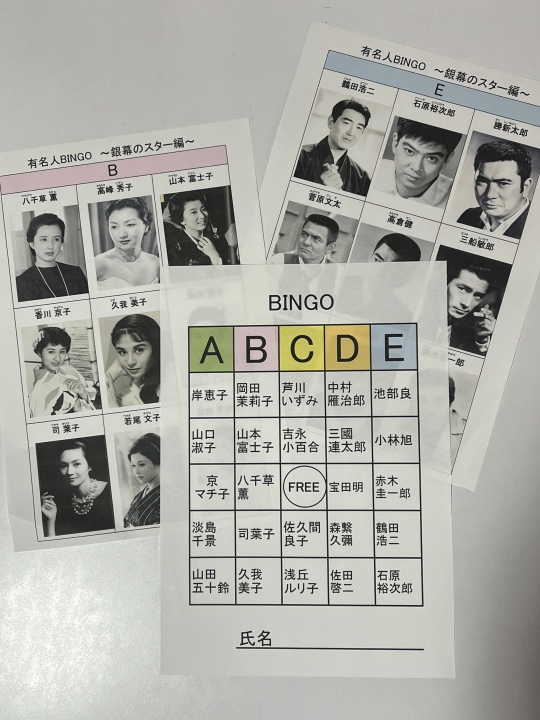 有名人BINGO ～銀幕のスター編～
B
八千草 薫
高峰 秀子
山本 富士子
香川 京子
久我 美子
司 葉子
若尾 文子
有名人BINGO ～銀幕のスター編～
E
鶴田浩二
石原裕次郎
勝新太郎
菅原文太
高倉健
三船敏郎
一郎
BINGO
A B C D E
岸恵子 岡田 芦川 中村 池部良
茉莉子 いずみ 雁治郎
山口 山本 吉永 三國 小林旭
淑子 富士子 小百合 連太郎
京 八千草 FREE 宝田明 赤木
マチ子 薫 圭一郎
淡島 司葉子 佐久間 森繫 鶴田
千景 良子 久彌 浩二
山田 久我 浅丘 佐田 石原
五十鈴 美子 ルリ子 啓二 裕次郎
氏名